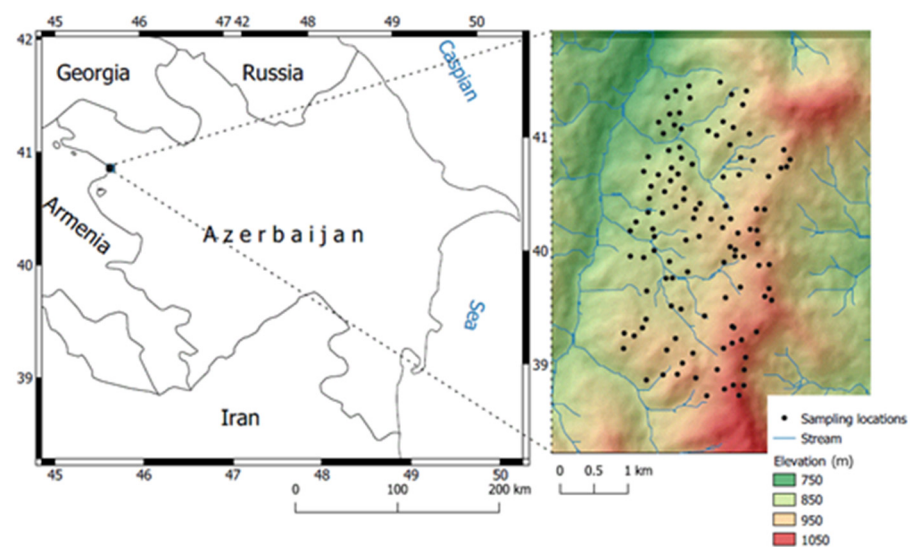 45 46 47 42 48 49 50
42
Georgia
Russia
Caspian
41
41
Armenia
Azerbaijan
40
40
Sea
39
39
Iran
45 46 47 48 49 50
0 100 200 km
0 0.5 1 km
Sampling locations
Stream
Elevation (m)
750
850
950
1050